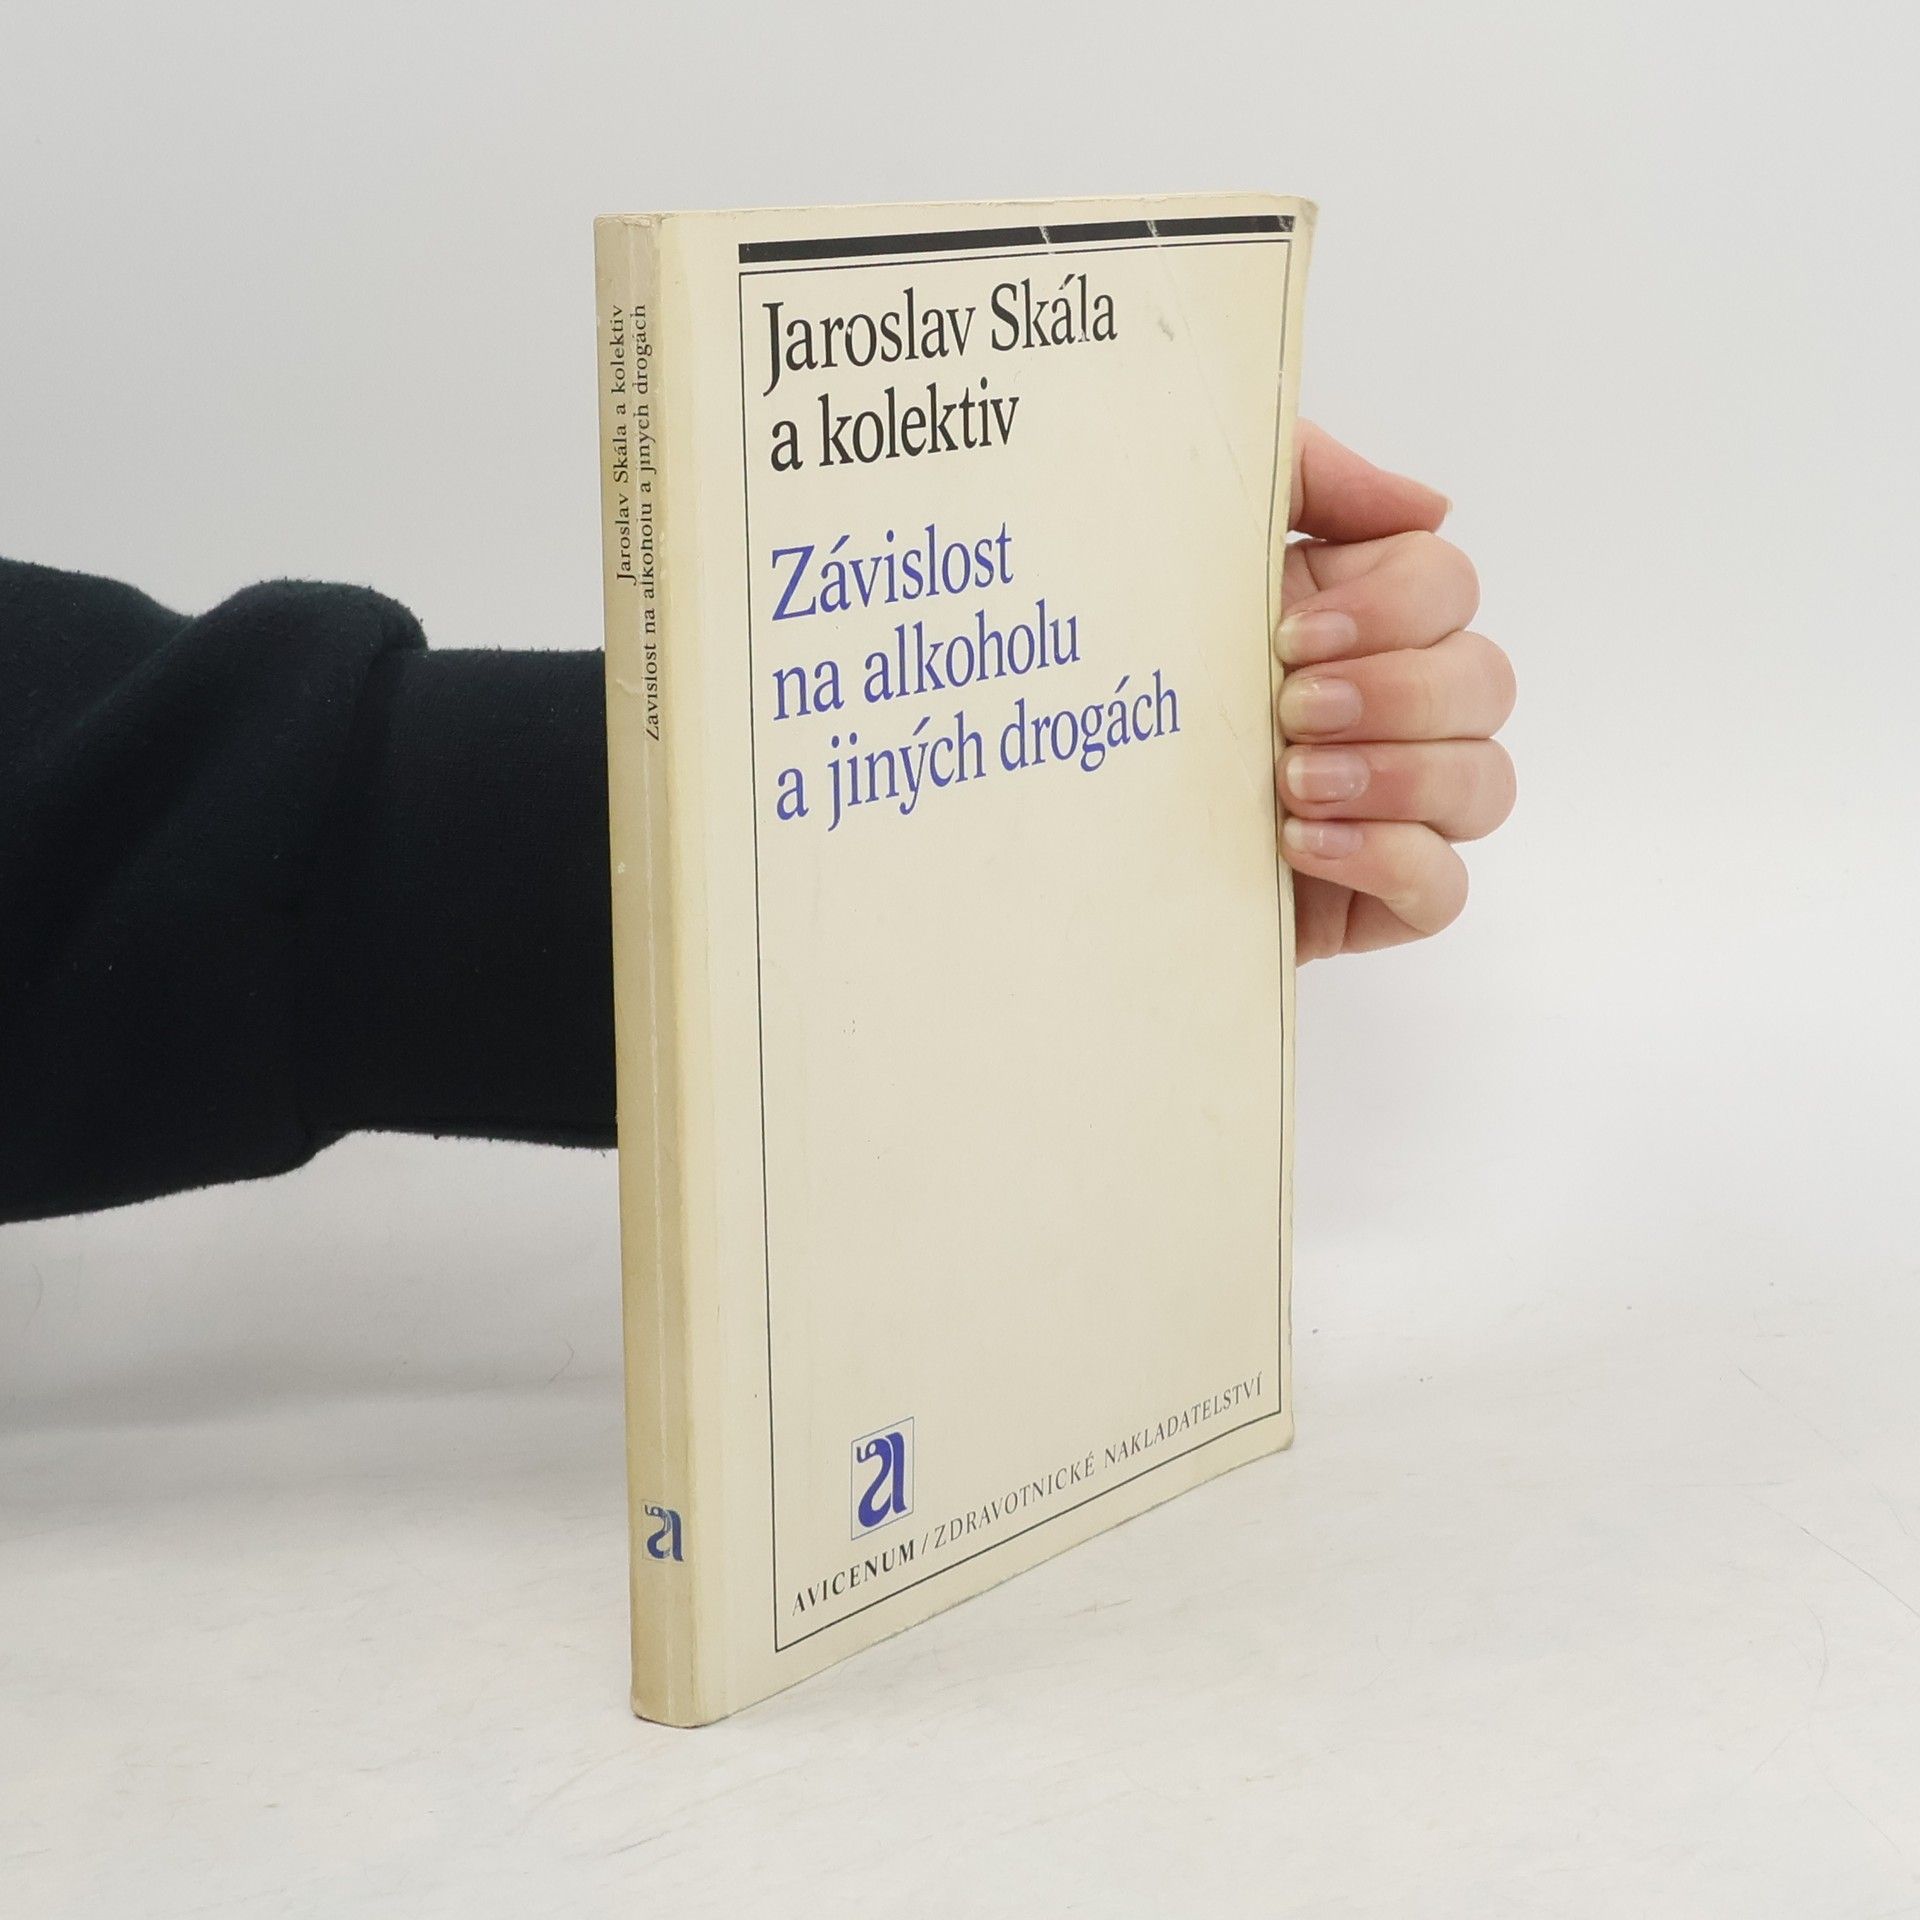 Jaroslav Skála a kolektiv
Závislost na alkoholu a jiných drogách
Jaroslav Skála
a kolektiv
Závislost
na alkoholu
a jiných drogách
AVICENUM/ZDRAVOTNICKÉ NAKLADATELSTVÍ